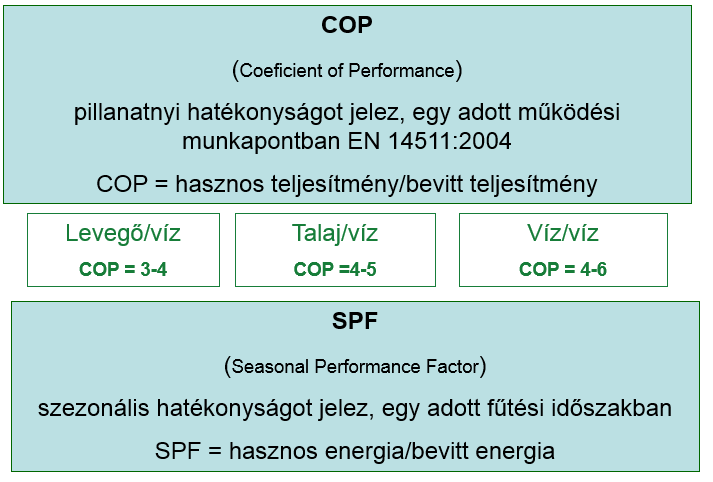 COP
(Coeficient of Performance)
pillanatnyi hatékonyságot jelez, egy adott működési
munkapontban EN 14511:2004
COP = hasznos teljesítmény/bevitt teljesítmény
Levegő/víz
COP = 3-4
Talaj/víz
COP =4-5
Víz/víz
COP = 4-6
SPF
(Seasonal Performance Factor)
szezonális hatékonyságot jelez, egy adott fűtési időszakban
SPF = hasznos energia/bevitt energia